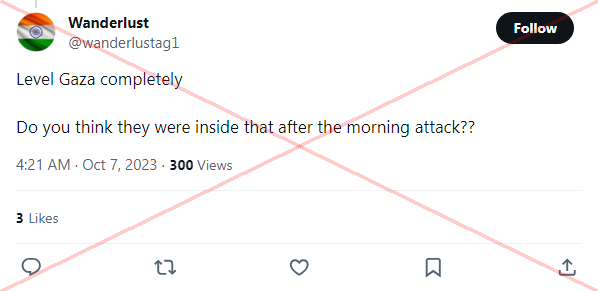 Wanderlust
@wanderlustag1
Follow
Level Gaza completely
Do you think they were inside that after the morning attack??
4:21 AM · Oct 7, 2023 · 300 Views
3 Likes